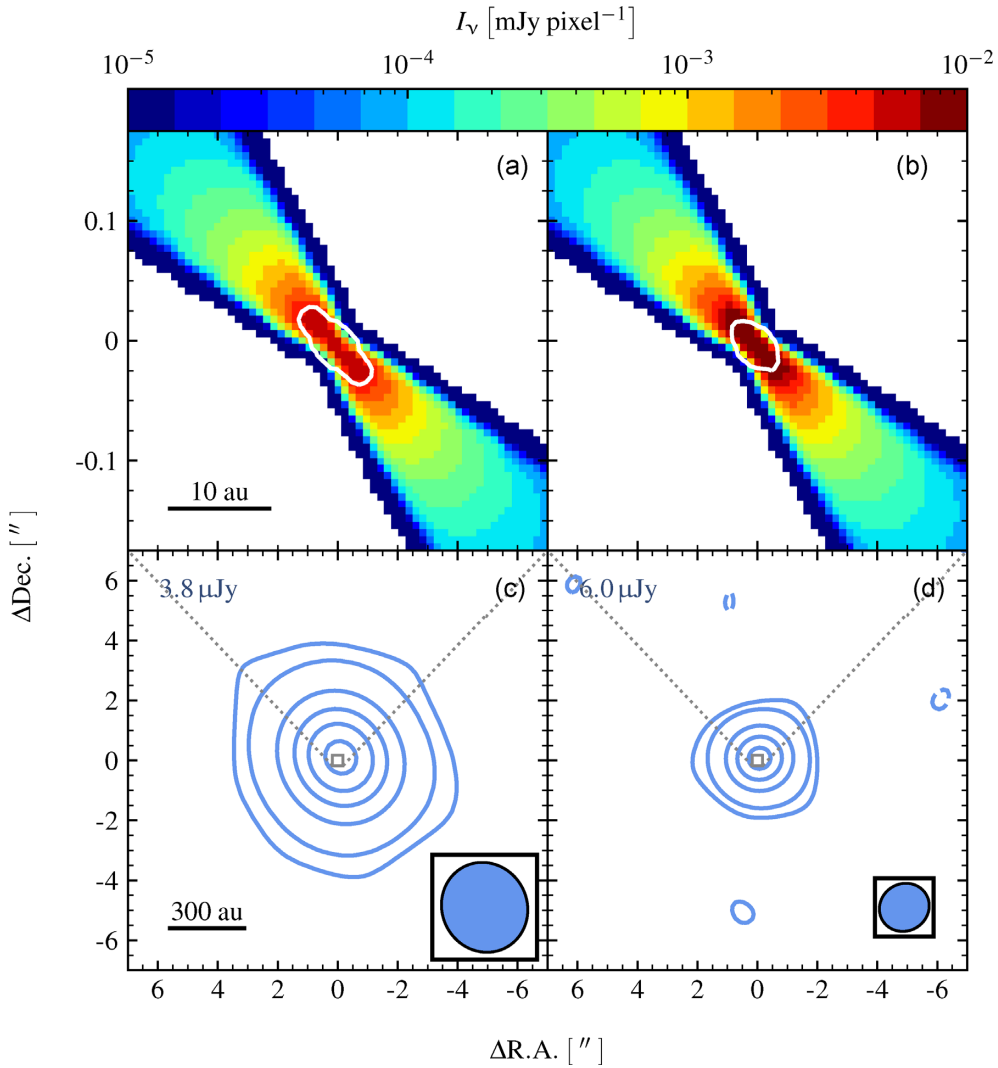 I_ν [mJy pixel⁻¹]
10⁻⁵ 10⁻⁴ 10⁻³ 10⁻²
(a) (b)
0.1
0
-0.1
10 au
ΔDec. [″]
3.8 μJy (c) 6.0 μJy (d)
6
4
2
0
-2
-4
-6
300 au
6 4 2 0 -2 -4 -6 6 4 2 0 -2 -4 -6
ΔR.A. [″]